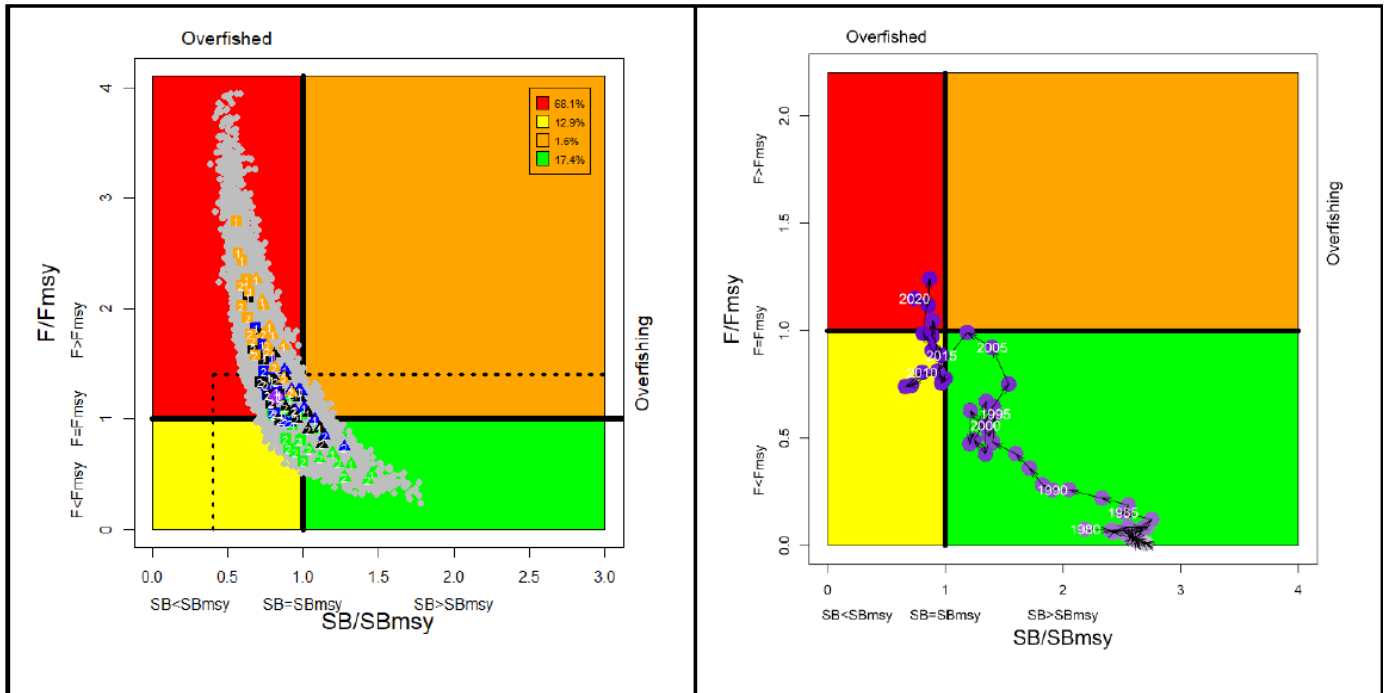 Overfished
4
3
2
1
0
F/Fmsy
F>Fmsy
F=Fmsy
F<Fmsy
68.1%
12.9%
1.6%
17.4%
Overfishing
0.0 0.5 1.0 1.5 2.0 2.5 3.0
SB<SBmsy SB=SBmsy SB>SBmsy
SB/SBmsy
Overfished
2.0
1.5
1.0
0.5
0.0
F/Fmsy
F>Fmsy
F=Fmsy
F<Fmsy
2020
2005
2015
2010
1995
2000
1990
1985
1980
Overfishing
0 1 2 3 4
SB<SBmsy SB=SBmsy SB>SBmsy
SB/SBmsy